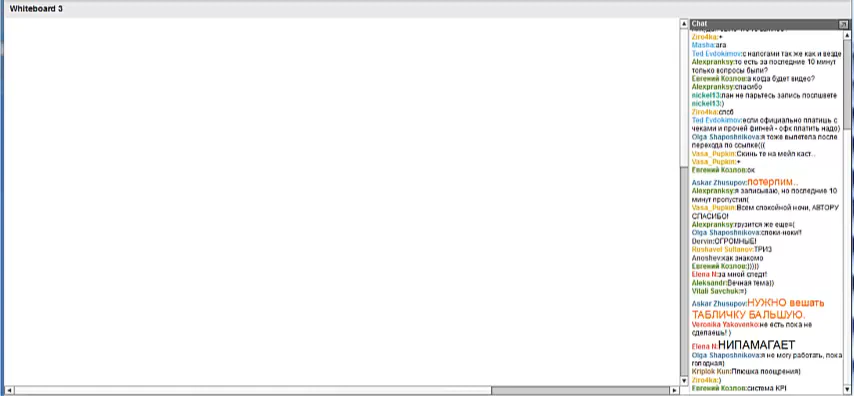 Whiteboard 3
Chat
Ziro4ka:+
Masha:ага
Ted Evdokimov:с налогами так же как и везде
Alexpranksy:то есть за последние 10 минут
только вопросы были?
Евгений Козлов:а когда будет видео?
Alexpranksy:спасибо
nickel13:пан не парьтесь запись послшаете
nickel13:)
Ziro4ka:спсб
Ted Evdokimov:если официально платишь с
чеками и прочей фигней - офк платить надо)
Olga Shaposhnikova:я тоже вылетела после
перехода по ссылке(((
Vasa_Pupkin:Скинь те на мейл каст..
Vasa_Pupkin:+
Евгений Козлов:ок
Askar Zhusupov:потерпим..
Alexpranksy:я записываю, но последние 10
минут пропустил(
Vasa_Pupkin:Всем спокойной ночи, АВТОРУ
СПАСИБО!
Alexpranksy:грузится же еще=(
Olga Shaposhnikova:споки-ноки?
Dervin:ОГРОМНЫЕ!
Rushavel Sultanov:ТРИЗ
Anoshev:как знакомо
Евгений Козлов:)))))
Elena N:за мной следт!
Aleksandr:Вечная тема))
Vitali Savchuk:=)
Askar Zhusupov:НУЖНО вешать
ТАБЛИЧКУ БАЛЬШУЮ.
Veronika Yakovenko:не есть пока не
сделаешь! )
Elena N:НИПАМАГАЕТ
Olga Shaposhnikova:я не могу работать, пока
голодная)
Kriplok Kun:Плюшка поощрения)
Ziro4ka:)
Евгений Козлов:система KPI